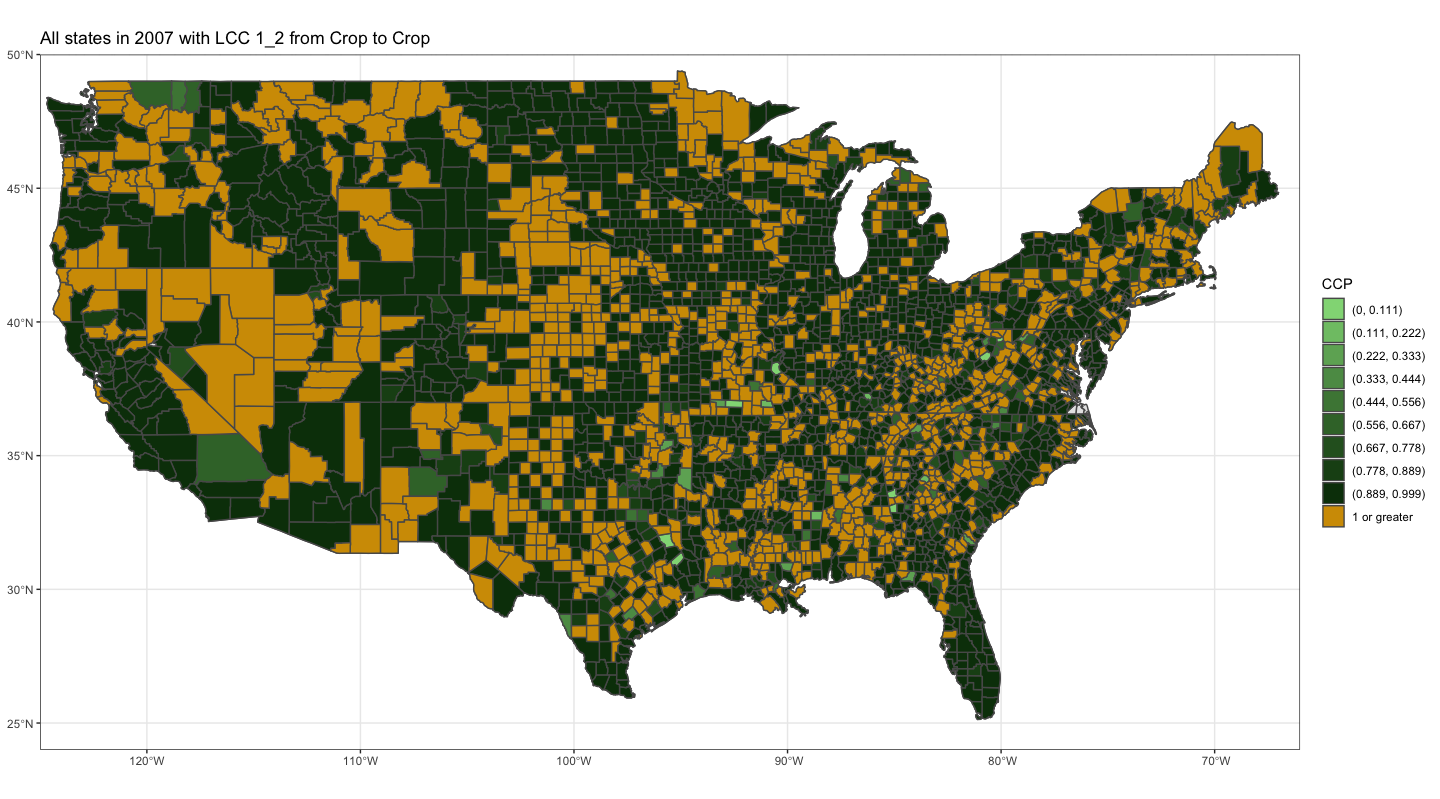 All states in 2007 with LCC 1_2 from Crop to Crop
50°N
45°N
40°N
35°N
30°N
25°N
120°W
110°W
100°W
90°W
80°W
70°W
CCP
(0, 0.111)
(0.111, 0.222)
(0.222, 0.333)
(0.333, 0.444)
(0.444, 0.556)
(0.556, 0.667)
(0.667, 0.778)
(0.778, 0.889)
(0.889, 0.999)
1 or greater